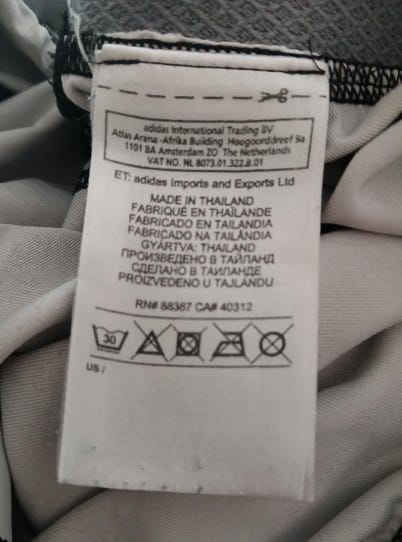 adidas International Trading BV
Atlas Arena -Afrika Building Hoogoorddreef 9a
1101 BA Amsterdam ZO The Netherlands
VAT NO. NL 8073.01.322.B.01
ET: adidas Imports and Exports Ltd
MADE IN THAILAND
FABRIQUÉ EN THAÏLANDE
FABRICADO EN TAILANDIA
FABRICADO NA TAILÂNDIA
GYÁRTVA: THAILAND
ПРОИЗВЕДЕНО В ТАЙЛАНД
СДЕЛАНО В ТАИЛАНДЕ
PROIZVEDENO U TAJLANDU
RN# 88387 CA# 40312
30
US /